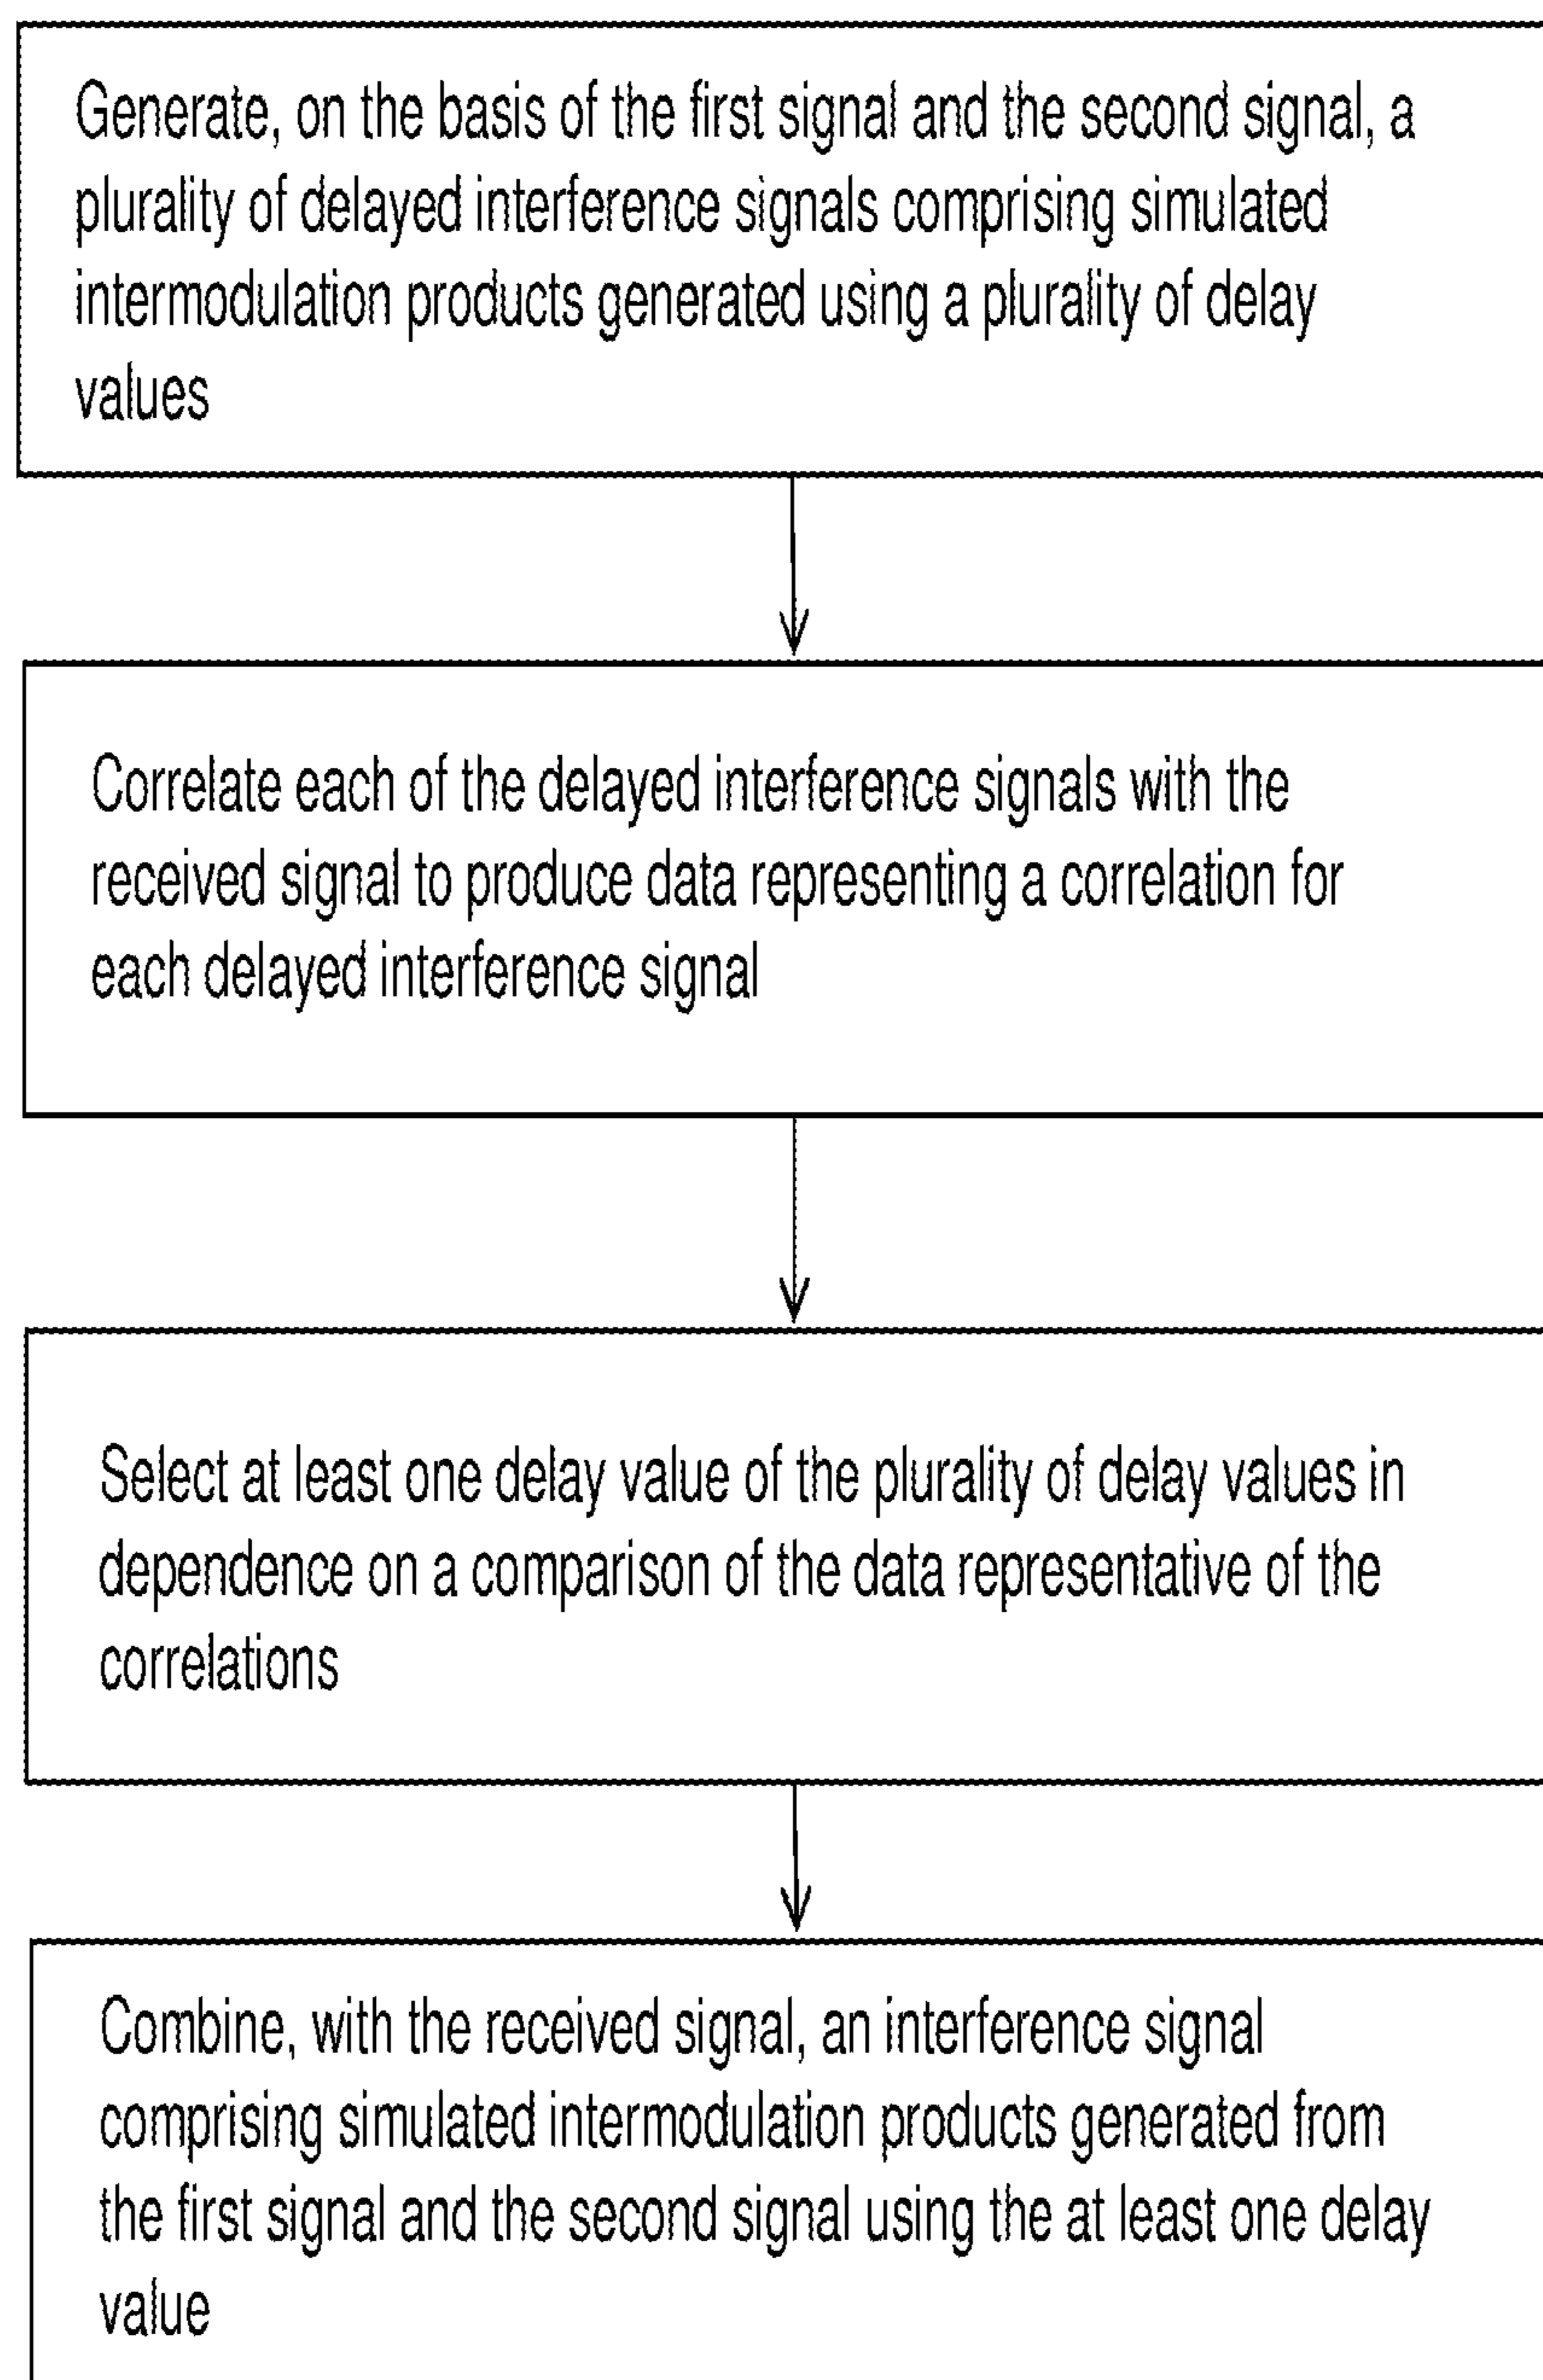 Generate, on the basis of the first signal and the second signal, a
plurality of delayed interference signals comprising simulated
intermodulation products generated using a plurality of delay
values
Correlate each of the delayed interference signals with the
received signal to produce data representing a correlation for
each delayed interference signal
Select at least one delay value of the plurality of delay values in
dependence on a comparison of the data representative of the
correlations
Combine, with the received signal, an interference signal
comprising simulated intermodulation products generated from
the first signal and the second signal using the at least one delay
value